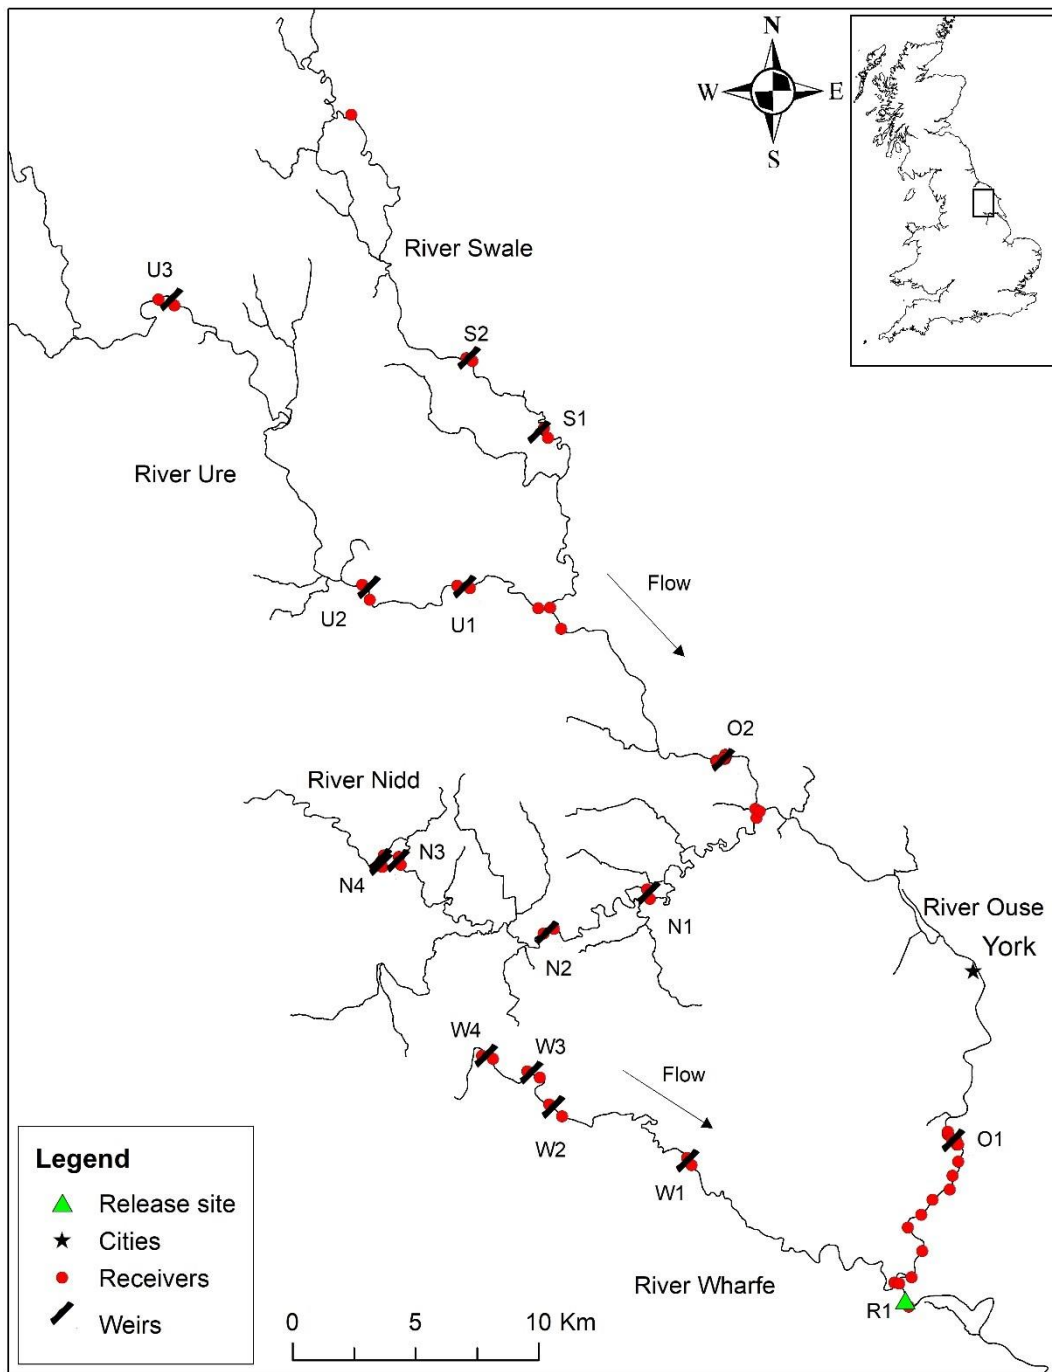 N
W E
S
River Swale
U3
S2
S1
River Ure
Flow
U2
U1
O2
River Nidd
N3
N4
River Ouse
N1
York
N2
W4
W3
Flow
O1
W2
W1
Legend
Release site
Cities
Receivers
Weirs
River Wharfe
R1
0 5 10 Km